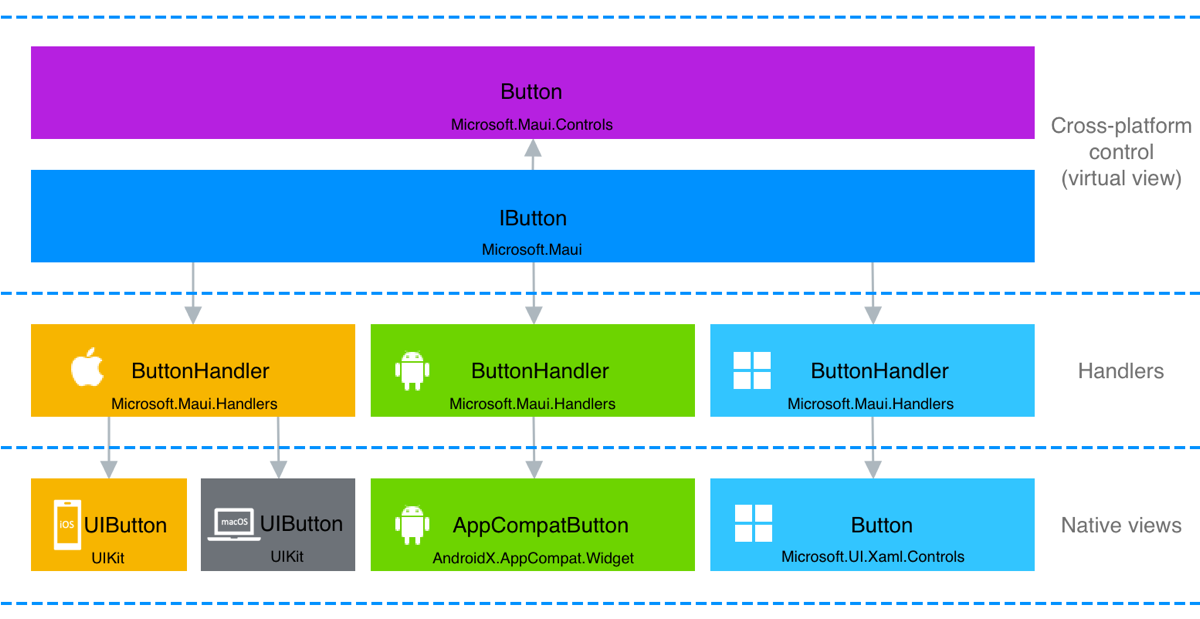 Button
Microsoft.Maui.Controls
Cross-platform
control
(virtual view)
IButton
Microsoft.Maui
ButtonHandler
Microsoft.Maui.Handlers
ButtonHandler
Microsoft.Maui.Handlers
ButtonHandler
Microsoft.Maui.Handlers
Handlers
iOS
UIButton
UIKit
macOS
UIButton
UIKit
AppCompatButton
AndroidX.AppCompat.Widget
Button
Microsoft.UI.Xaml.Controls
Native views